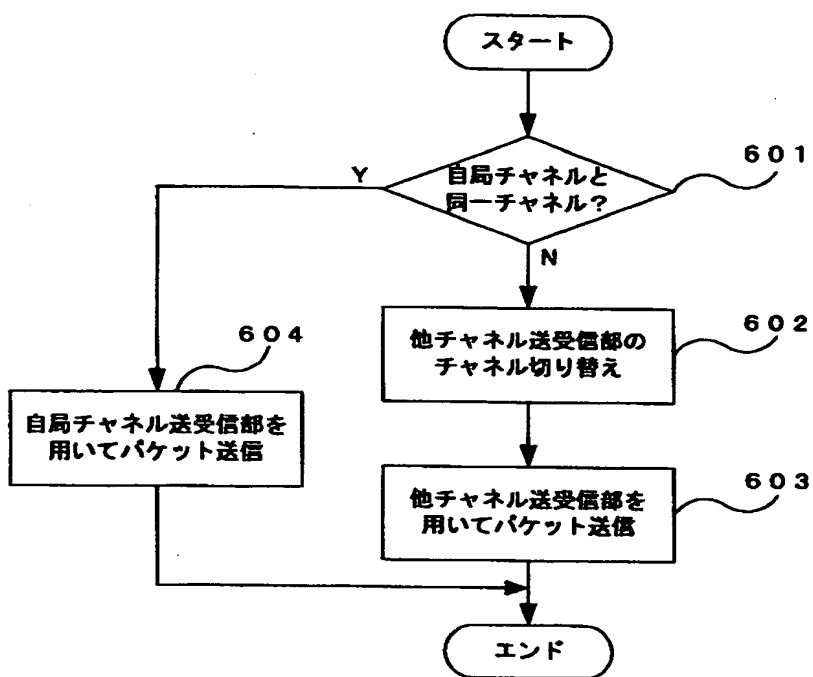 スタート
自局チャネルと
同一チャネル？
601
Y
N
他チャネル送受信部の
チャネル切り替え
602
604
自局チャネル送受信部を
用いてパケット送信
他チャネル送受信部を
用いてパケット送信
603
エンド